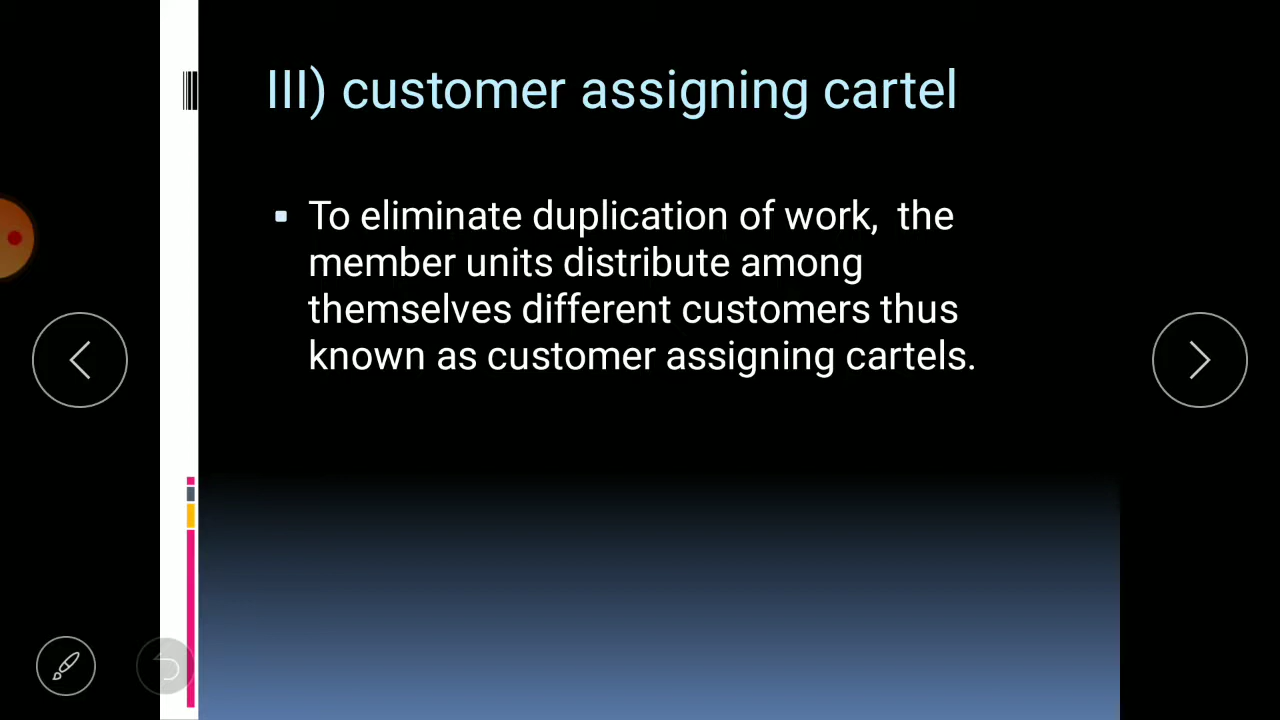 III) customer assigning cartel
To eliminate duplication of work,  the
member units distribute among
themselves different customers thus
known as customer assigning cartels.